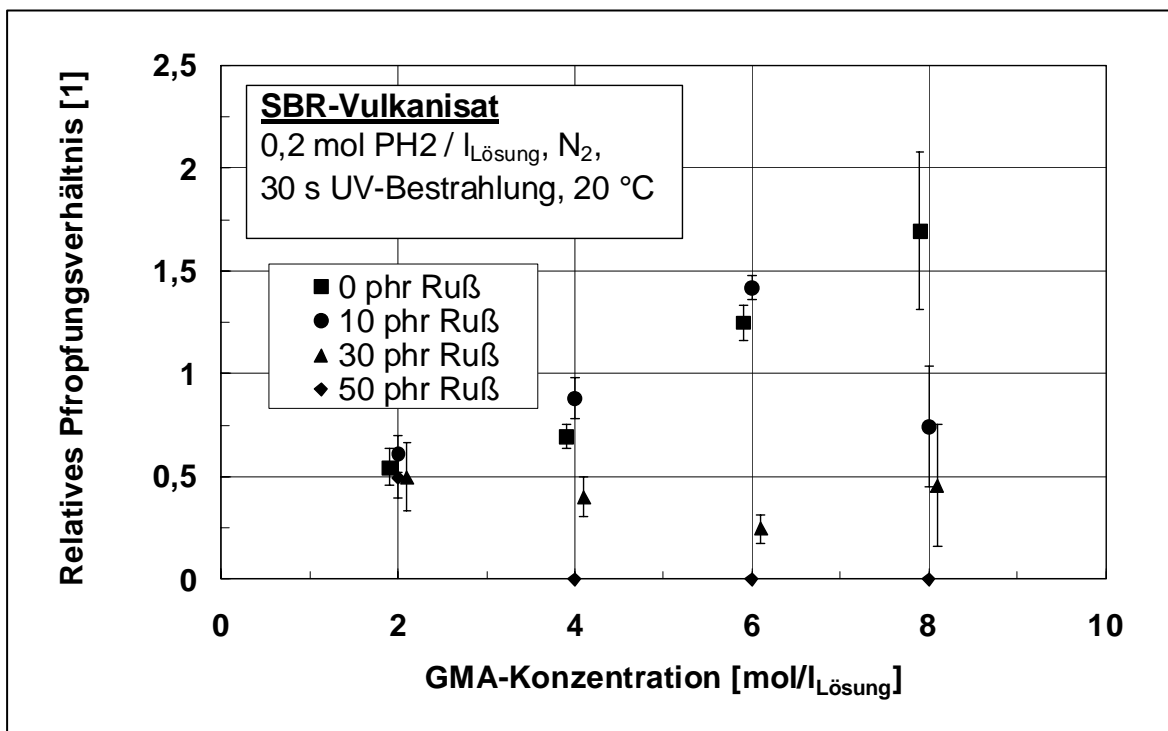 2,5
2
1,5
1
0,5
0
Relatives Pfropfungsverhältnis [1]
SBR-Vulkanisat
0,2 mol PH2 / lLösung, N2,
30 s UV-Bestrahlung, 20 °C
0 phr Ruß
10 phr Ruß
30 phr Ruß
50 phr Ruß
0 2 4 6 8 10
GMA-Konzentration [mol/lLösung]